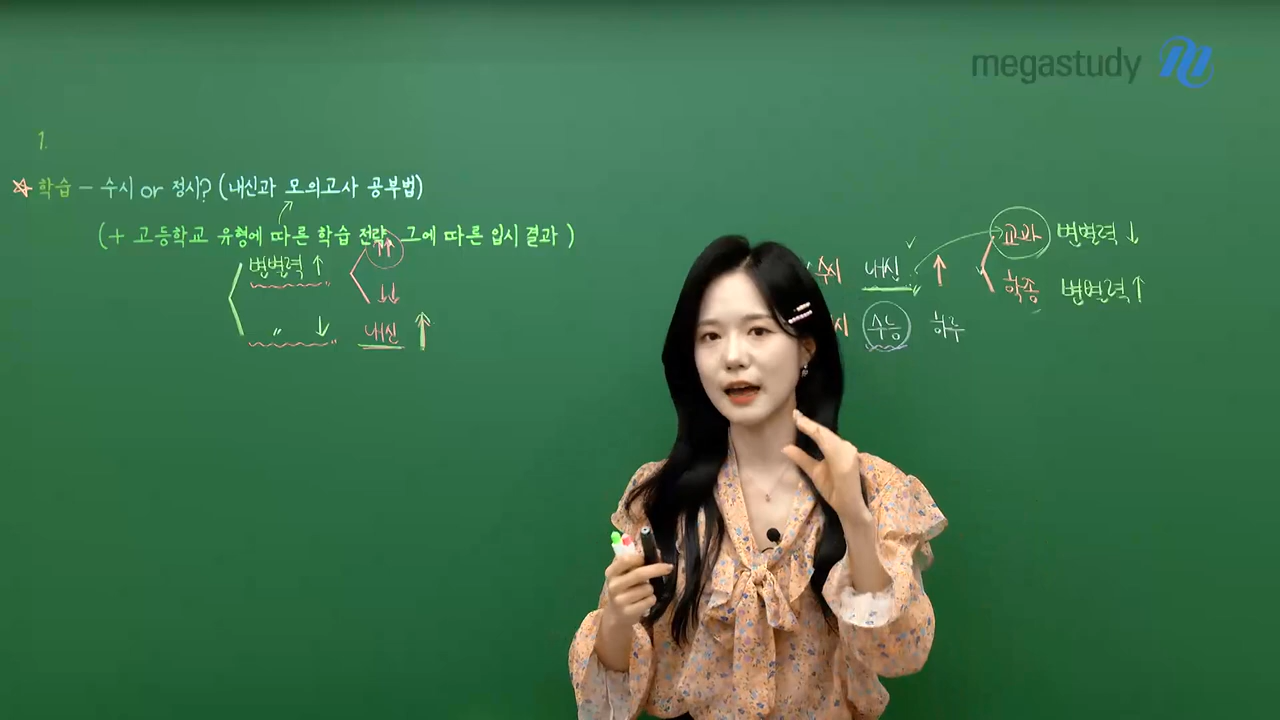 megastudy
1.
☆ 학습 - 수시 or 정시? (내신과 모의고사 공부법)
(+ 고등학교 유형에 따른 학습 전략 그에 따른 입시 결과)
변별력 ↑ ↑↑
↓↓
〃 ↓ 내신 ↑
수시 내신 ↑ 교과 변별력 ↓
학종 변별력 ↑
시 수능 하루